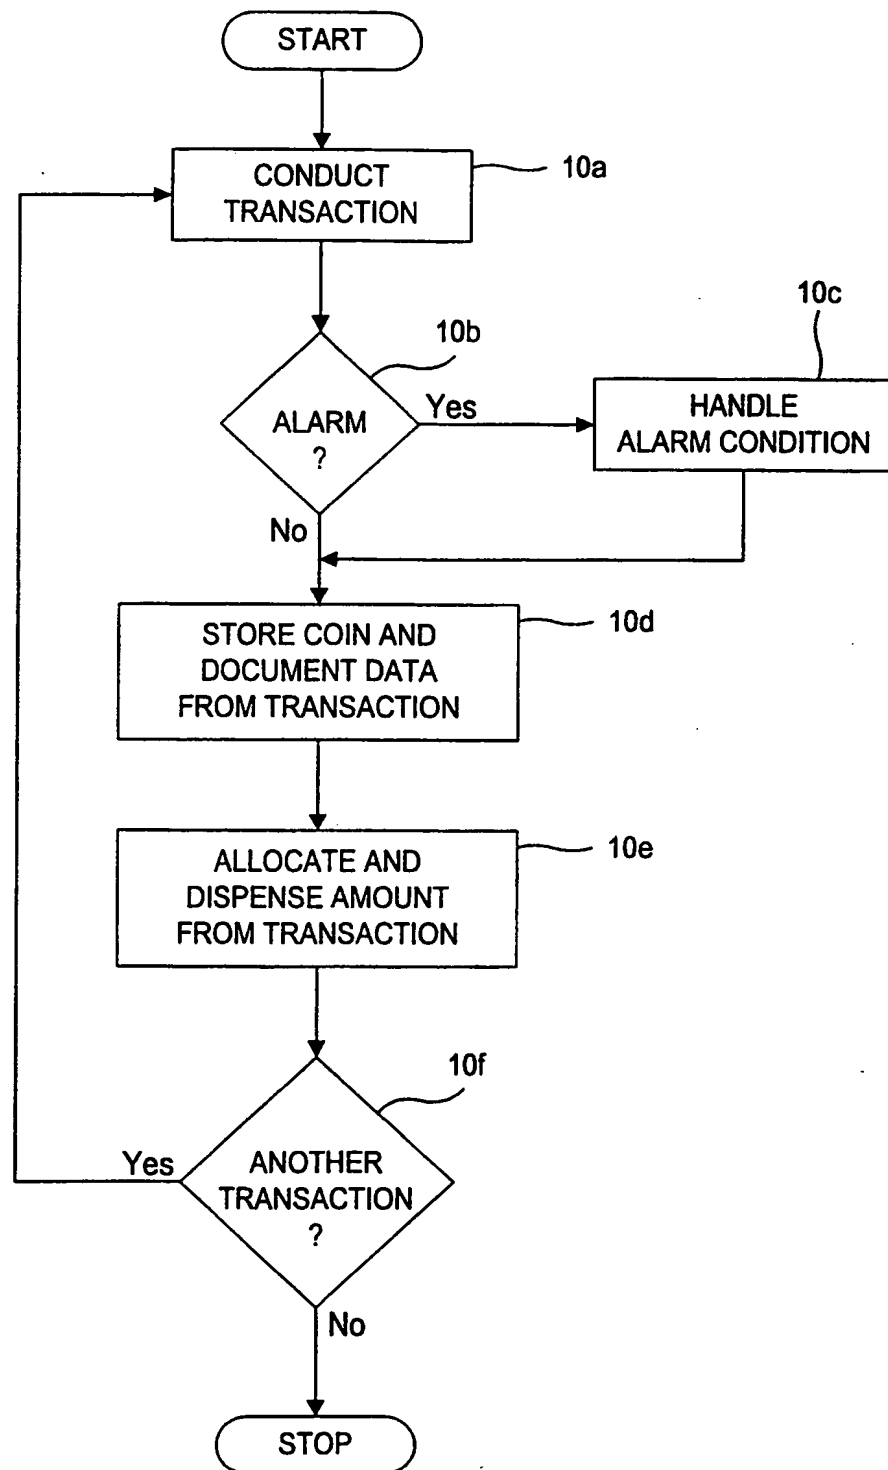 START
CONDUCT
TRANSACTION
10a
10b
ALARM
?
Yes
No
10c
HANDLE
ALARM CONDITION
STORE COIN AND
DOCUMENT DATA
FROM TRANSACTION
10d
ALLOCATE AND
DISPENSE AMOUNT
FROM TRANSACTION
10e
10f
ANOTHER
TRANSACTION
?
Yes
No
STOP